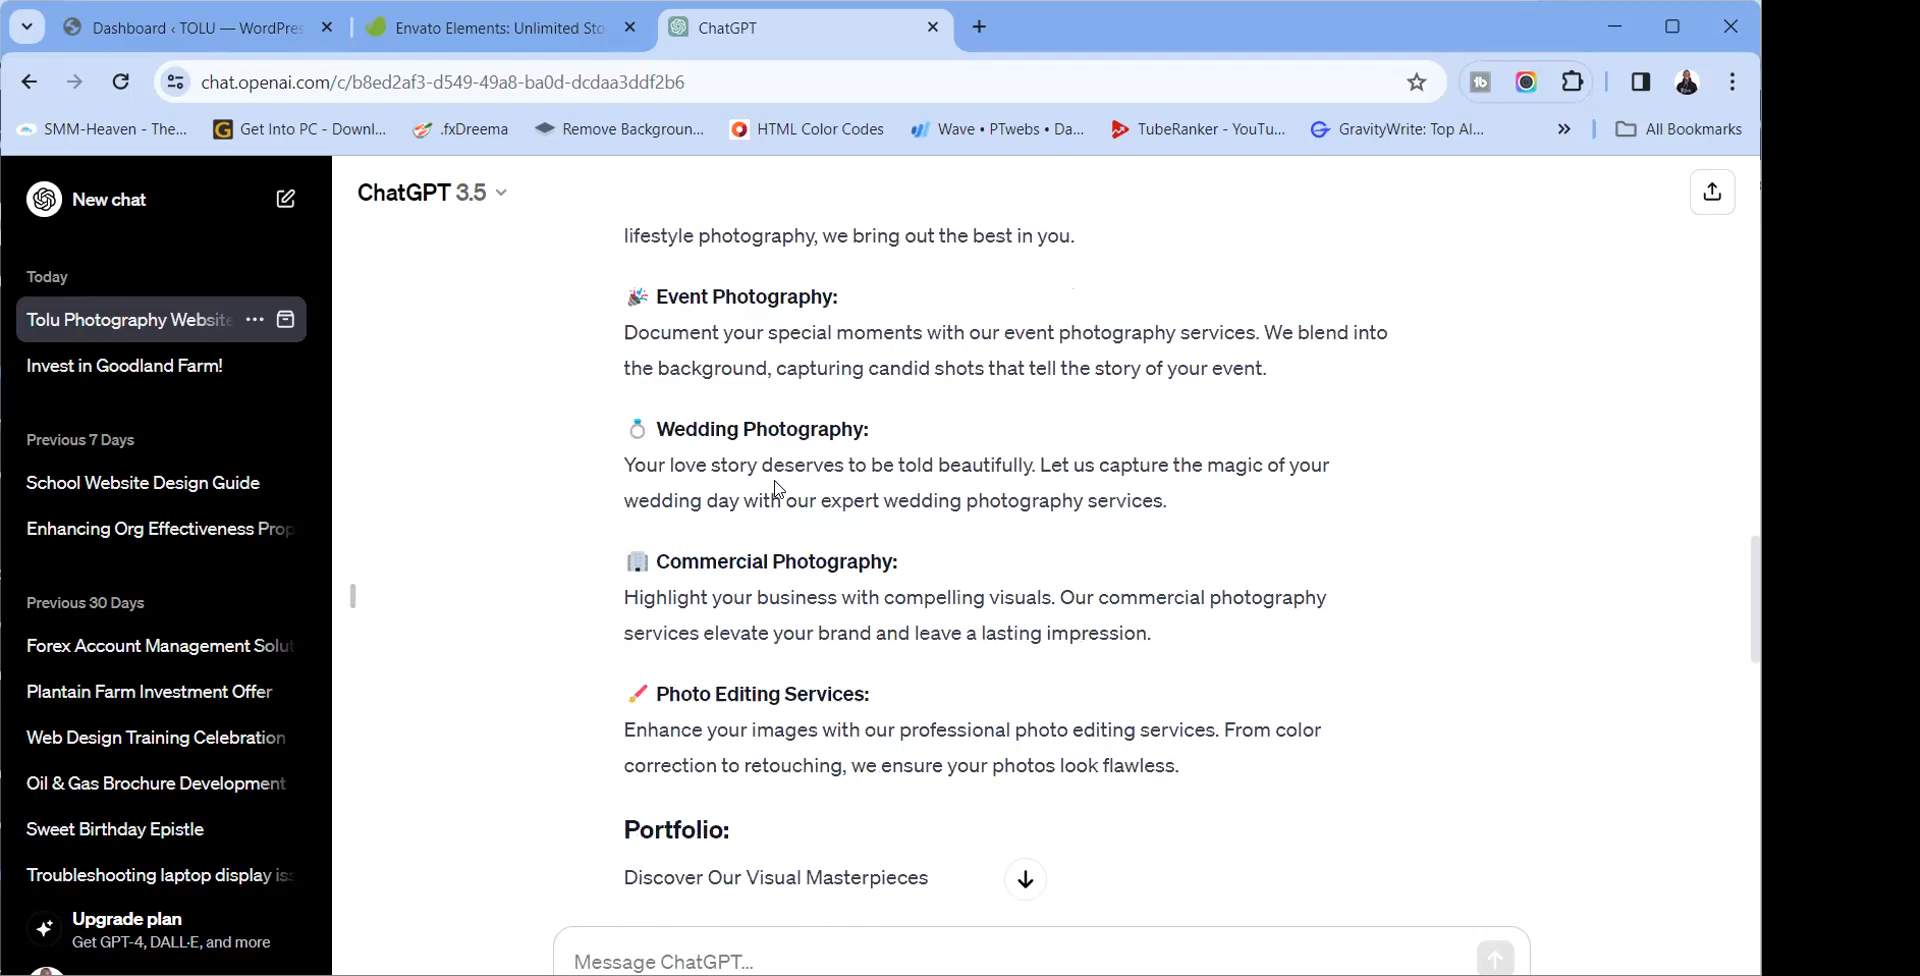 Dashboard ‹ TOLU — WordPres
Envato Elements: Unlimited Sto
ChatGPT
chat.openai.com/c/b8ed2af3-d549-49a8-ba0d-dcdaa3ddf2b6
SMM-Heaven - The...
Get Into PC - Downl...
.fxDreema
Remove Backgroun...
HTML Color Codes
Wave • PTwebs • Da...
TubeRanker - YouTu...
GravityWrite: Top AI...
»
All Bookmarks
New chat
ChatGPT 3.5
Today
Tolu Photography Website
Invest in Goodland Farm!
Previous 7 Days
School Website Design Guide
Enhancing Org Effectiveness Prop
Previous 30 Days
Forex Account Management Solut
Plantain Farm Investment Offer
Web Design Training Celebration
Oil & Gas Brochure Development
Sweet Birthday Epistle
Troubleshooting laptop display iss
Upgrade plan
Get GPT-4, DALL·E, and more
lifestyle photography, we bring out the best in you.
🎉 Event Photography:
Document your special moments with our event photography services. We blend into
the background, capturing candid shots that tell the story of your event.
💍 Wedding Photography:
Your love story deserves to be told beautifully. Let us capture the magic of your
wedding day with our expert wedding photography services.
🏢 Commercial Photography:
Highlight your business with compelling visuals. Our commercial photography
services elevate your brand and leave a lasting impression.
🖌️ Photo Editing Services:
Enhance your images with our professional photo editing services. From color
correction to retouching, we ensure your photos look flawless.
Portfolio:
Discover Our Visual Masterpieces
Message ChatGPT...